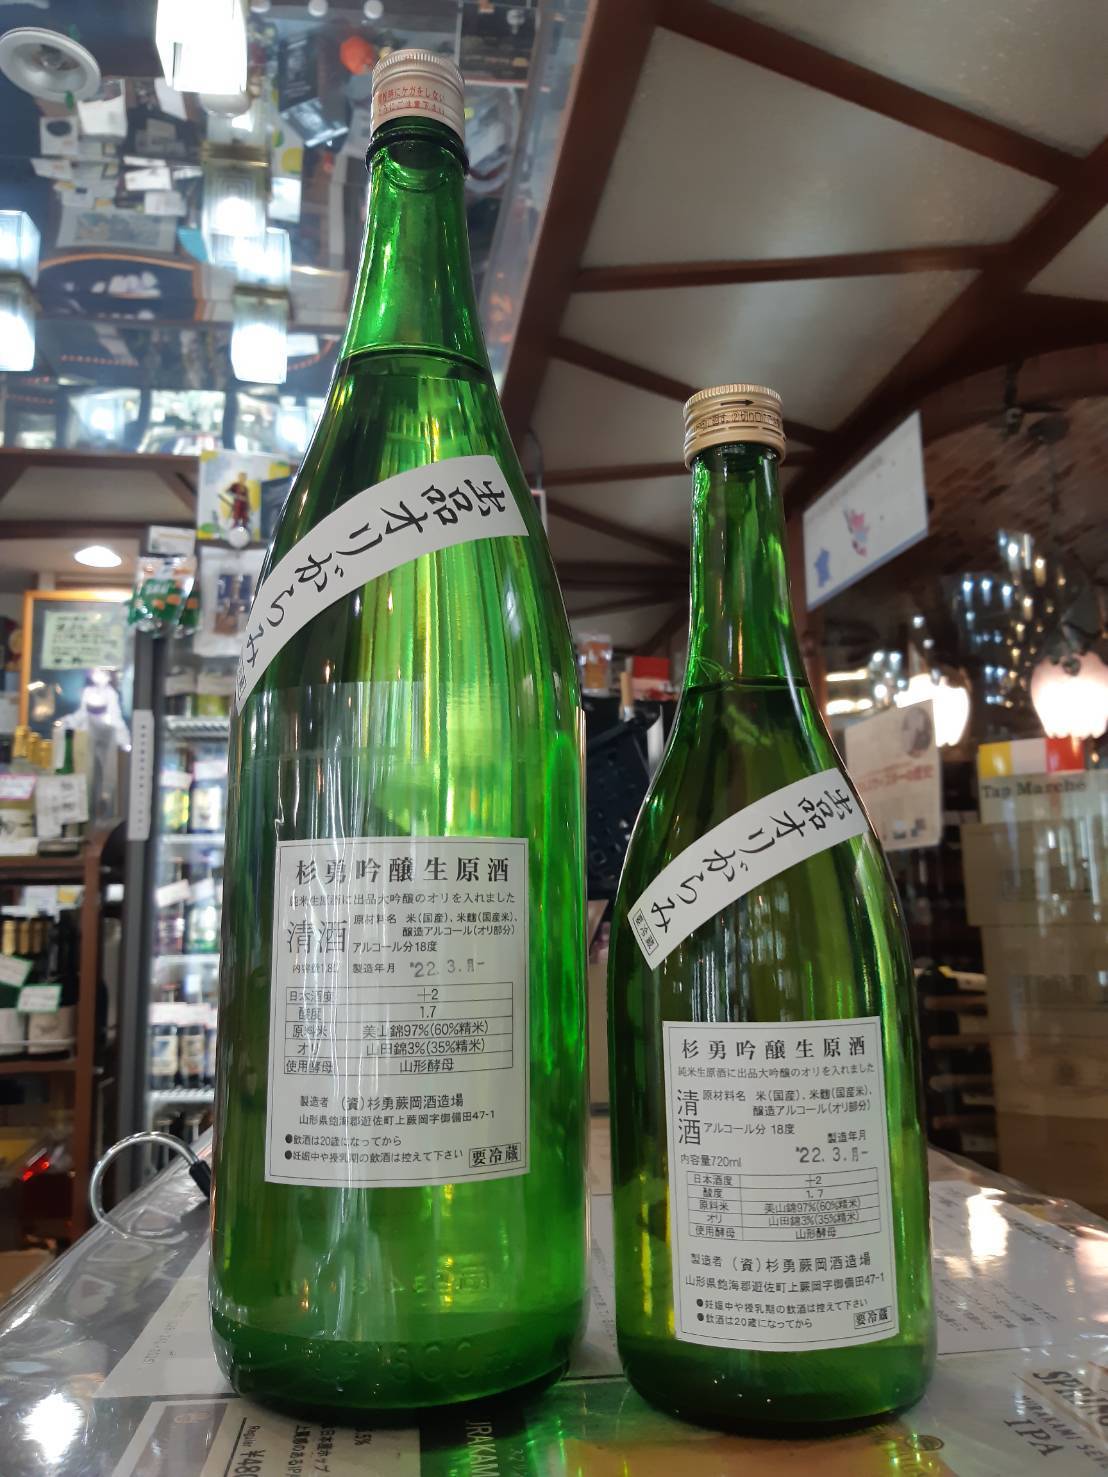 出品オリがらみ
杉勇吟醸生原酒
純米生原酒に出品大吟醸のオリを入れました
清酒
原材料名 米(国産)、米麹(国産米)、
醸造アルコール(オリ部分)
アルコール分18度
製造年月 '22.3.月-
日本酒度 +2
酸度 1.7
原料米 美山錦97%(60%精米)
オリ 山田錦3%(35%精米)
使用酵母 山形酵母
製造者 (資)杉勇蕨岡酒造場
山形県飽海郡遊佐町上蕨岡字御備田47-1
●飲酒は20歳になってから
●妊娠中や授乳期の飲酒は控えて下さい
要冷蔵
出品オリがらみ
要冷蔵
杉勇吟醸生原酒
純米生原酒に出品大吟醸のオリを入れました
清酒
原材料名 米(国産)、米麹(国産米)、
醸造アルコール(オリ部分)
アルコール分 18度
製造年月
内容量720ml '22.3.月-
日本酒度 +2
酸度 1.7
原料米 美山錦97%(60%精米)
オリ 山田錦3%(35%精米)
使用酵母 山形酵母
製造者 (資)杉勇蕨岡酒造場
山形県飽海郡遊佐町上蕨岡字御備田47-1
●妊娠中や授乳期の飲酒は控えて下さい
●飲酒は20歳になってから
要冷蔵
Tap Marché
Regular
IPA